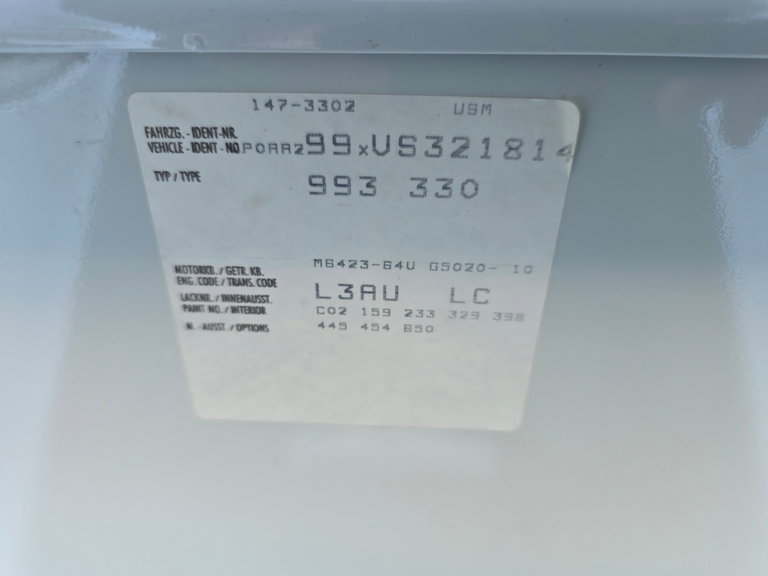 147-3302 USM
FAHRZG.-IDENT-NR.
VEHICLE-IDENT-NO. POAA299xVS321814
TYP/TYPE 993 330
MOTORKB./GETR.KB. M6423-64U G5020- 10
ENG.CODE/TRANS.CODE
LACKNR./INNENAUSST. L3AU LC
PAINT NO./INTERIOR C02 159 233 329 398
M.-AUSST./OPTIONS 445 454 650